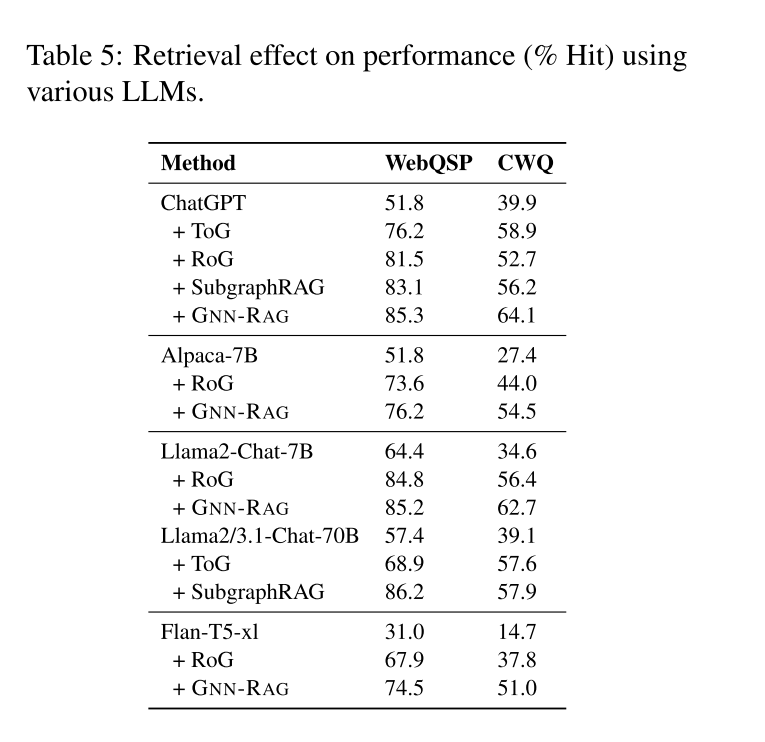 Table 5: Retrieval effect on performance (% Hit) using
various LLMs.
Method WebQSP CWQ
ChatGPT 51.8 39.9
+ ToG 76.2 58.9
+ RoG 81.5 52.7
+ SubgraphRAG 83.1 56.2
+ GNN-RAG 85.3 64.1
Alpaca-7B 51.8 27.4
+ RoG 73.6 44.0
+ GNN-RAG 76.2 54.5
Llama2-Chat-7B 64.4 34.6
+ RoG 84.8 56.4
+ GNN-RAG 85.2 62.7
Llama2/3.1-Chat-70B 57.4 39.1
+ ToG 68.9 57.6
+ SubgraphRAG 86.2 57.9
Flan-T5-xl 31.0 14.7
+ RoG 67.9 37.8
+ GNN-RAG 74.5 51.0